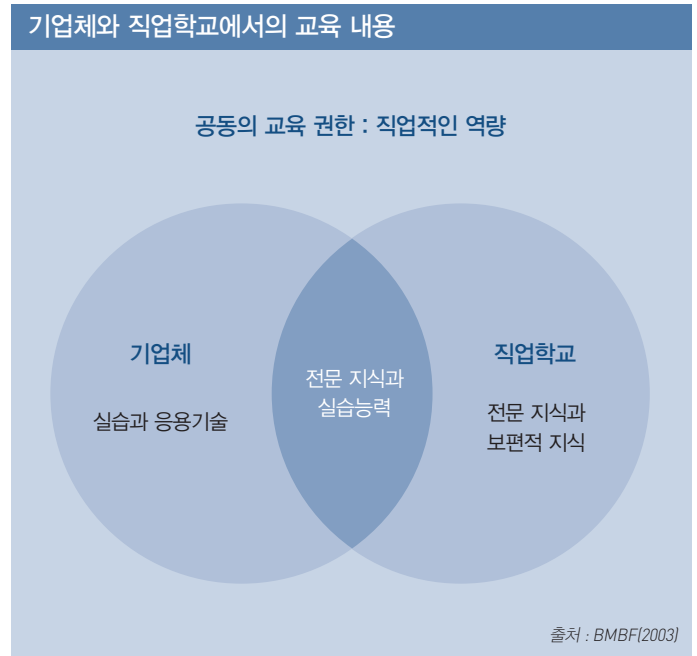 기업체와 직업학교에서의 교육 내용
공동의 교육 권한 : 직업적인 역량
기업체
실습과 응용기술
전문 지식과
실습능력
직업학교
전문 지식과
보편적 지식
출처 : BMBF(2003)